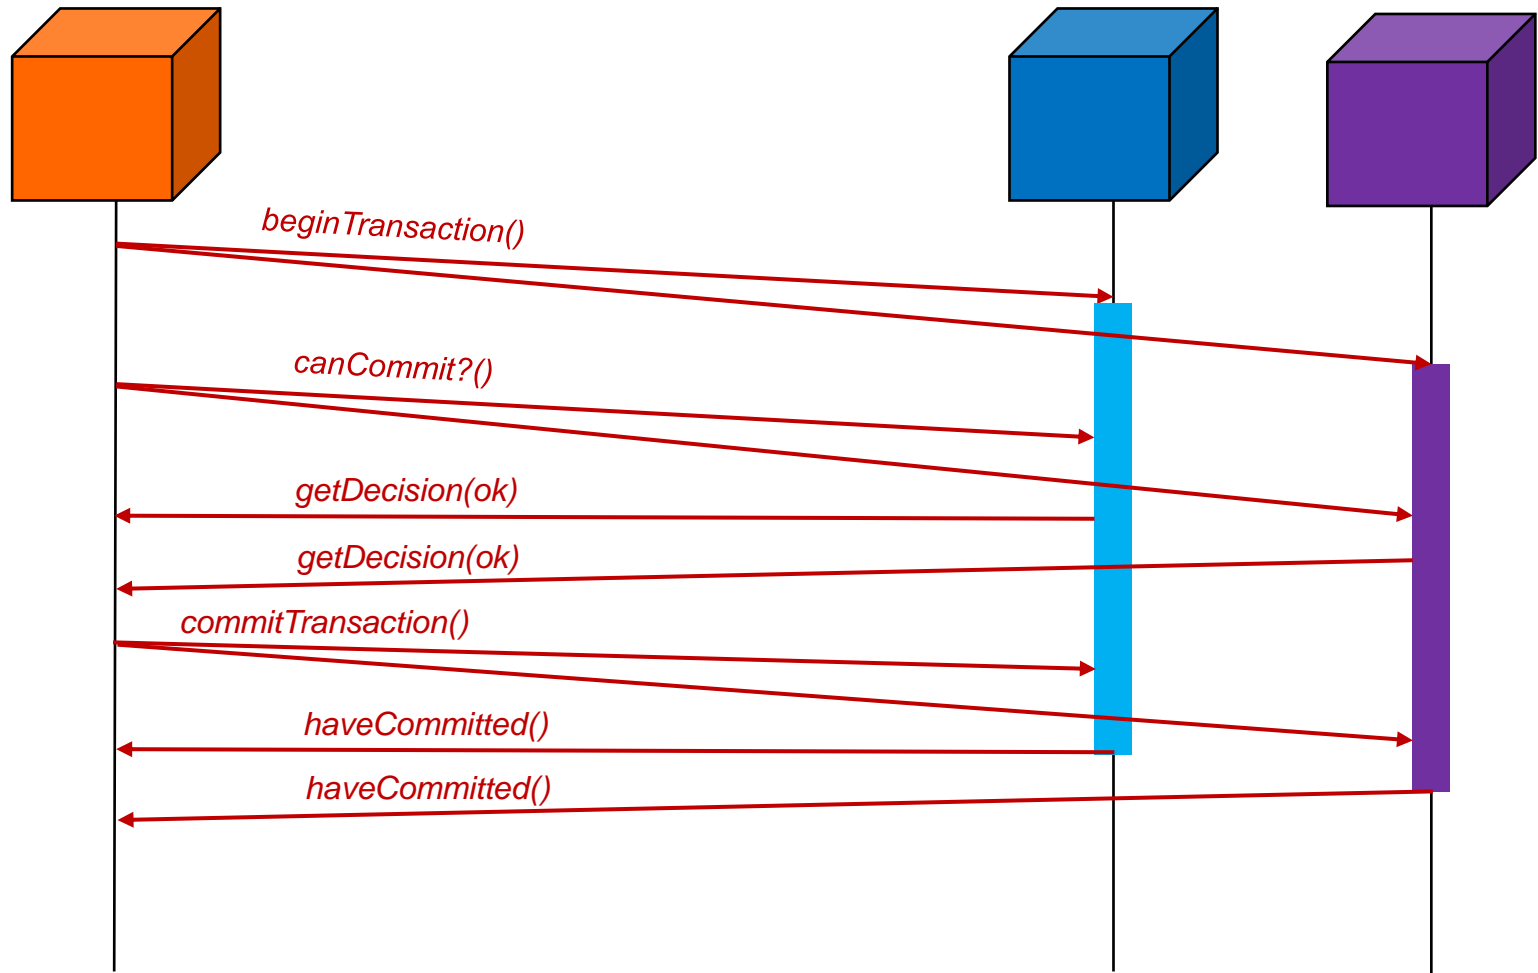 beginTransaction()
canCommit?()
getDecision(ok)
getDecision(ok)
commitTransaction()
haveCommitted()
haveCommitted()